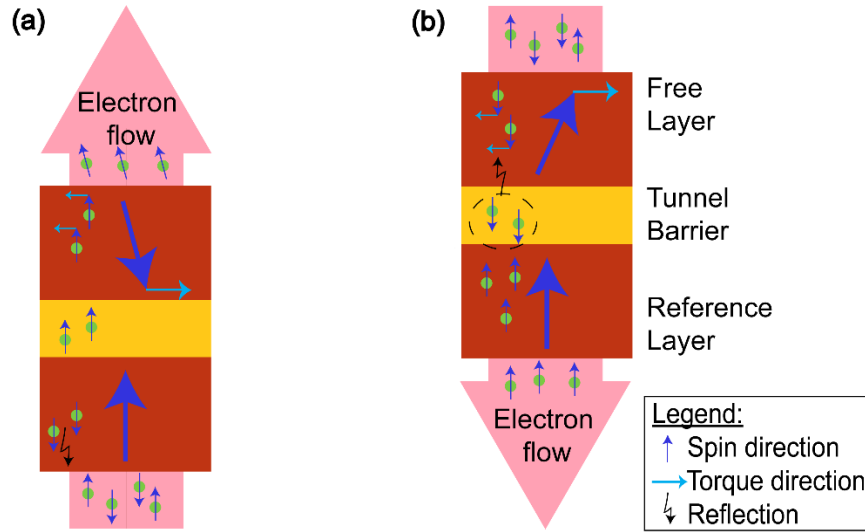 (a)
Electron
flow
(b)
Free
Layer
Tunnel
Barrier
Reference
Layer
Electron
flow
Legend:
Spin direction
Torque direction
Reflection